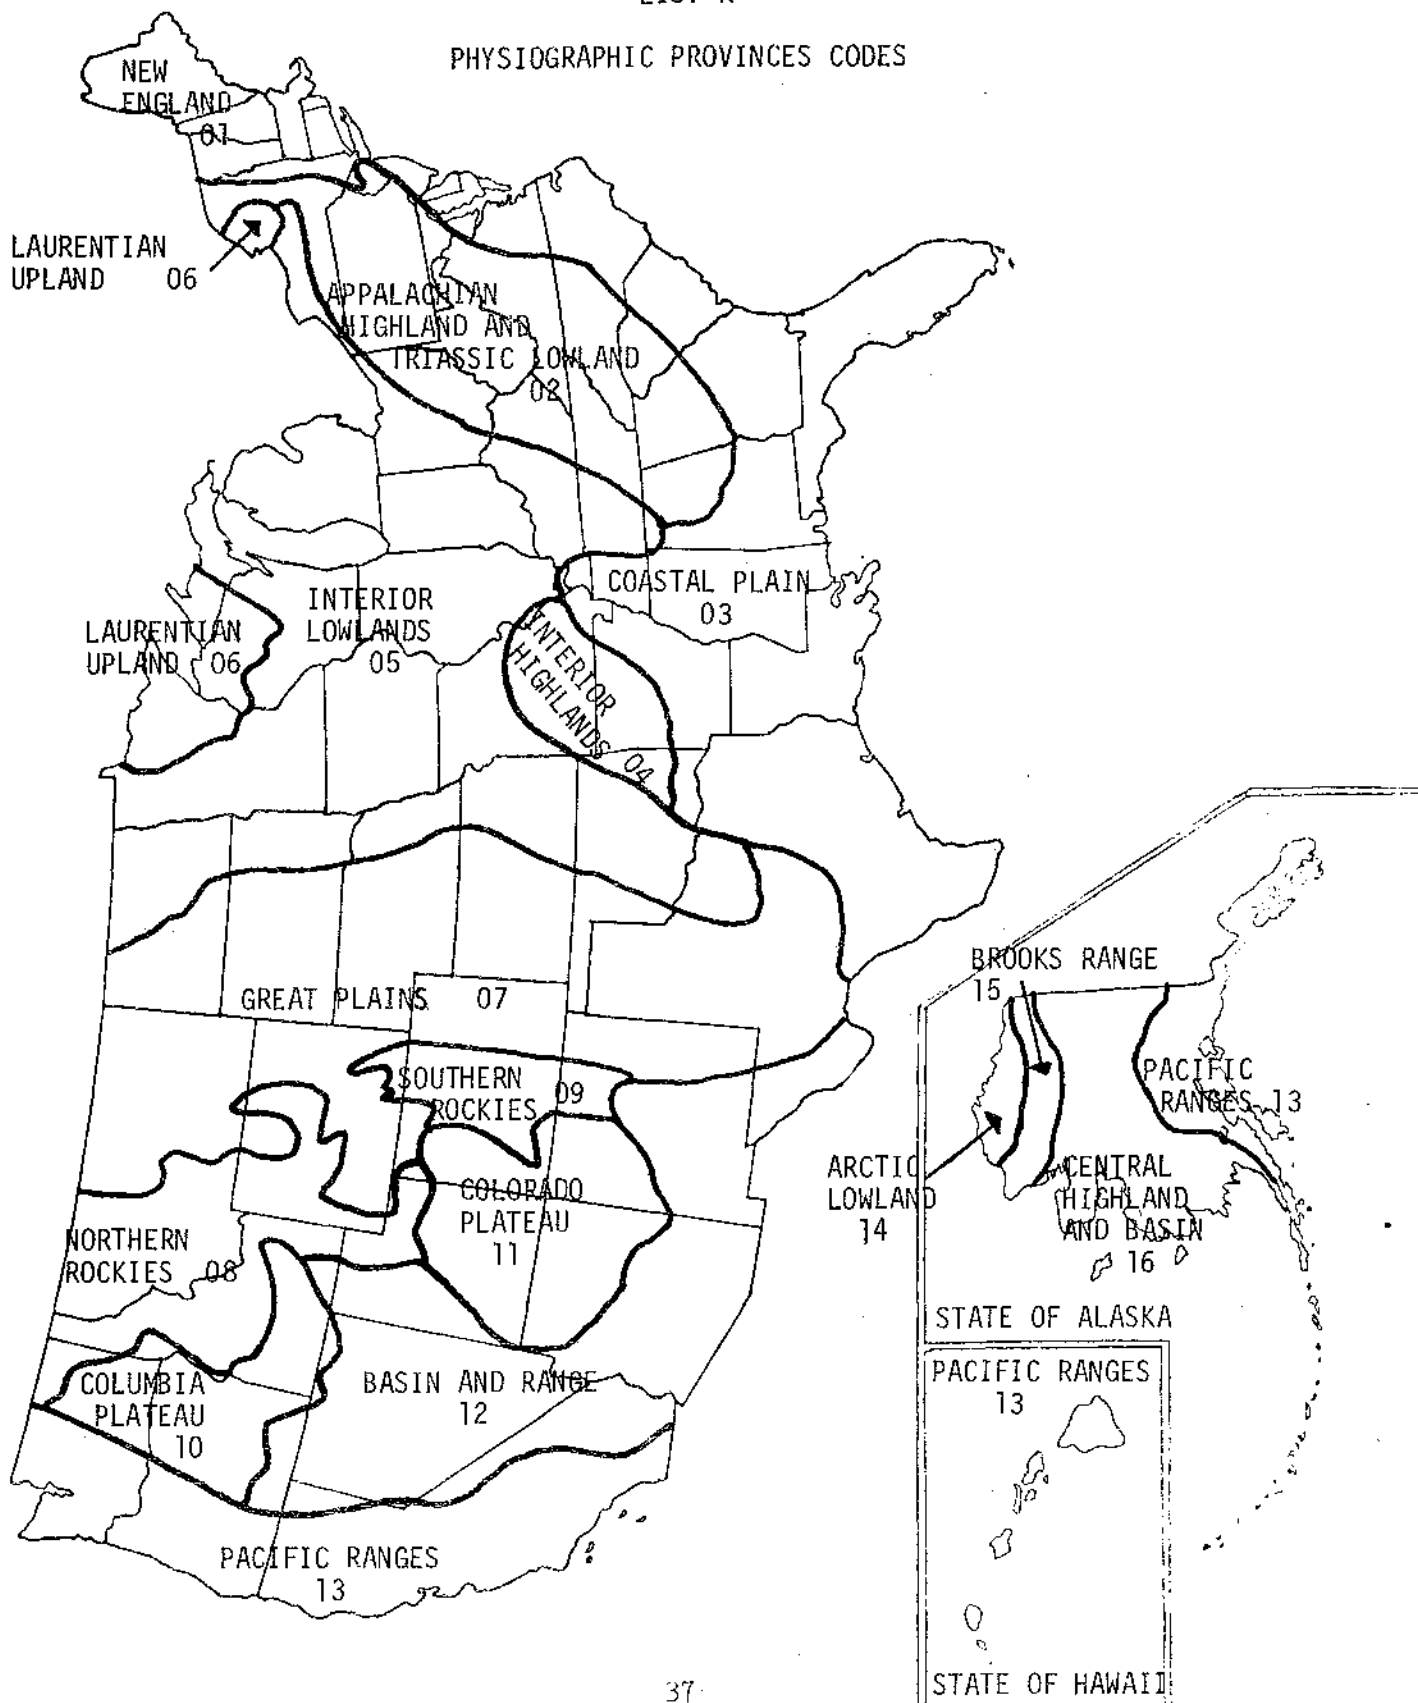 PHYSIOGRAPHIC PROVINCES CODES
NEW
ENGLAND
01
LAURENTIAN
UPLAND 06
APPALACHIAN
HIGHLAND AND
TRIASSIC LOWLAND
02
COASTAL PLAIN
03
INTERIOR
LOWLANDS
05
LAURENTIAN
UPLAND 06
INTERIOR
HIGHLANDS 04
GREAT PLAINS 07
SOUTHERN
ROCKIES 09
COLORADO
PLATEAU
11
NORTHERN
ROCKIES 08
COLUMBIA
PLATEAU
10
BASIN AND RANGE
12
PACIFIC RANGES
13
BROOKS RANGE
15
PACIFIC
RANGES 13
ARCTIC
LOWLAND
14
CENTRAL
HIGHLAND
AND BASIN
16
STATE OF ALASKA
PACIFIC RANGES
13
STATE OF HAWAII
37